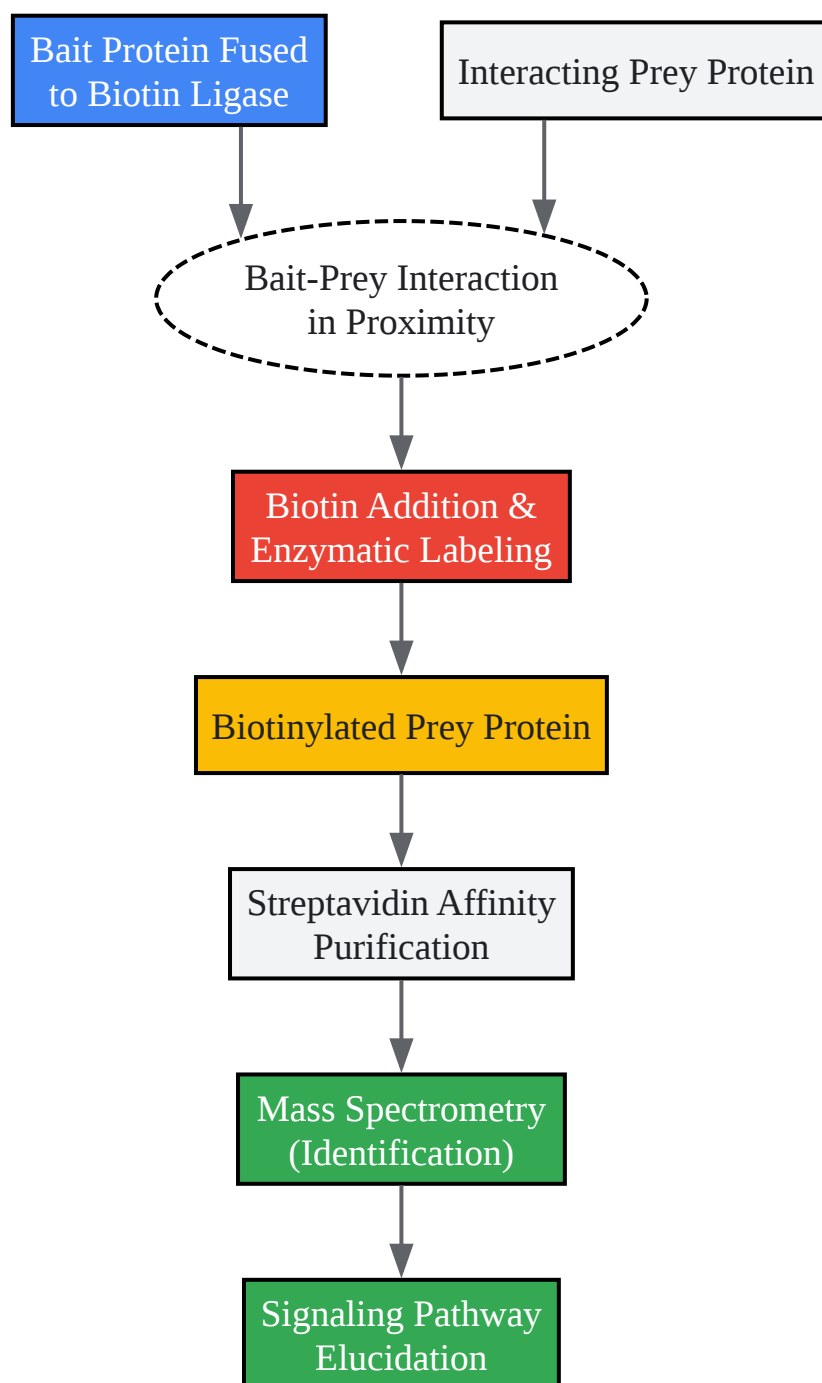 Bait Protein Fused
to Biotin Ligase
Interacting Prey Protein
Bait-Prey Interaction
in Proximity
Biotin Addition &
Enzymatic Labeling
Biotinylated Prey Protein
Streptavidin Affinity
Purification
Mass Spectrometry
(Identification)
Signaling Pathway
Elucidation